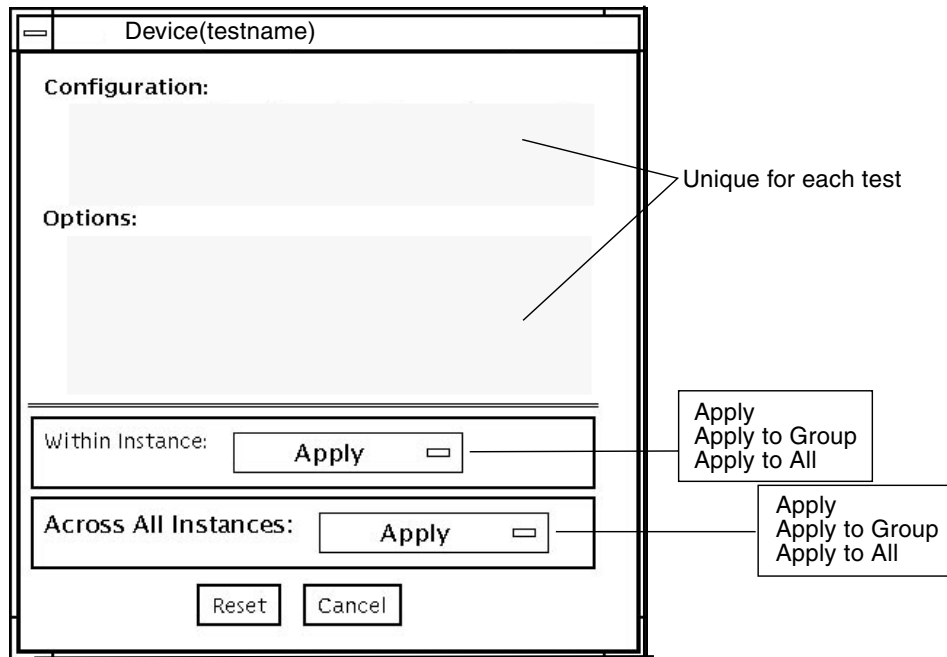 Device(testname)
Configuration:
Unique for each test
Options:
Within Instance:
Apply
Apply
Apply to Group
Apply to All
Across All Instances:
Apply
Apply
Apply to Group
Apply to All
Reset
Cancel